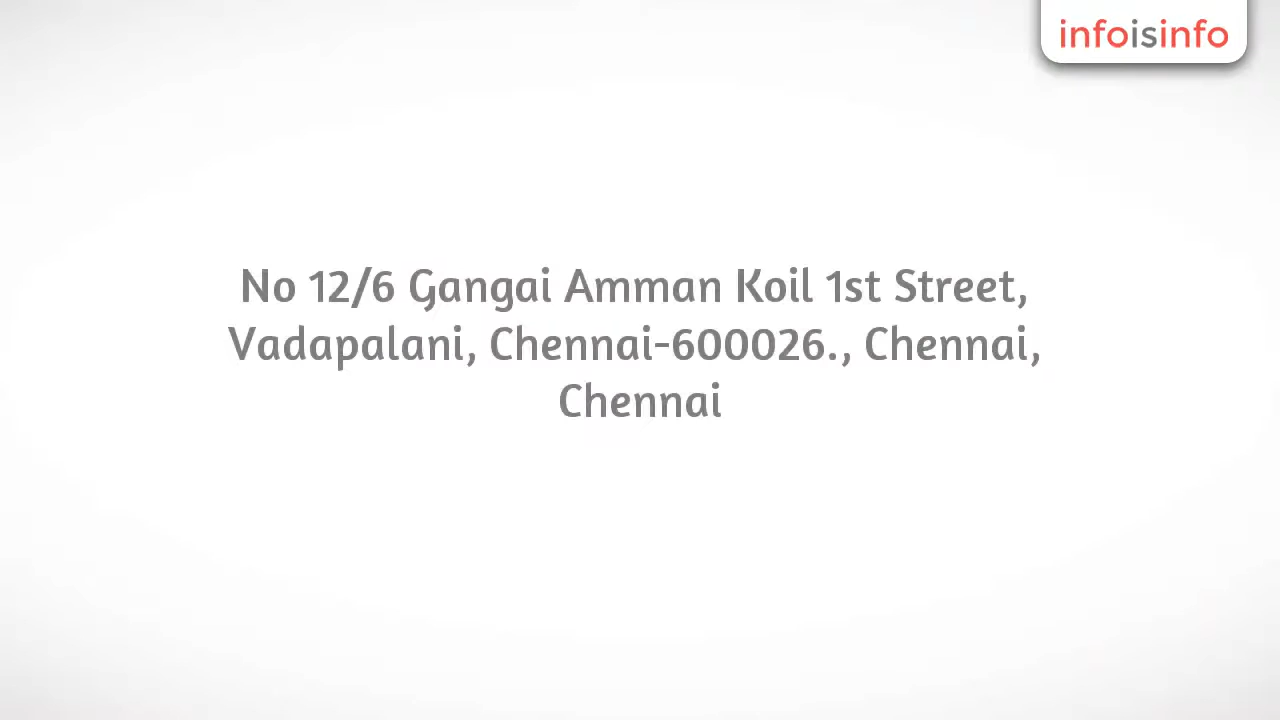 infoisinfo
No 12/6 Gangai Amman Koil 1st Street,
Vadapalani, Chennai-600026., Chennai,
Chennai